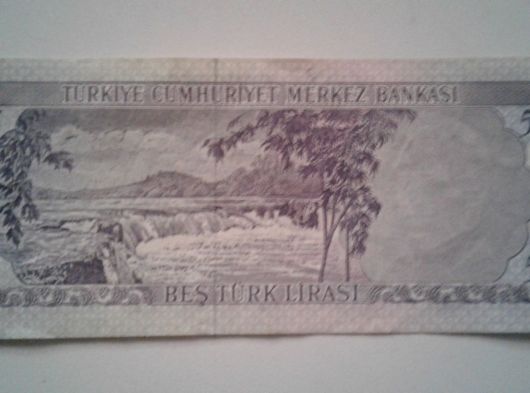 TÜRKİYE CUMHURİYET MERKEZ BANKASI
BEŞ TÜRK LİRASI